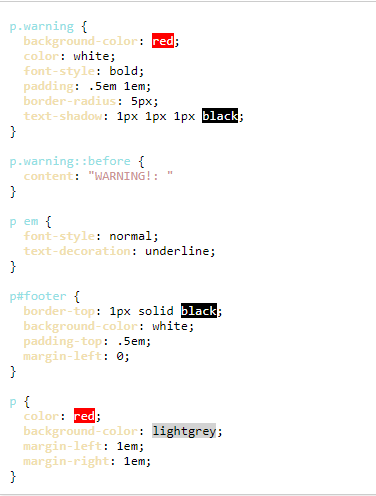 p.warning {
  background-color: red;
  color: white;
  font-style: bold;
  padding: .5em 1em;
  border-radius: 5px;
  text-shadow: 1px 1px 1px black;
}

p.warning::before {
  content: "WARNING!: "
}

p em {
  font-style: normal;
  text-decoration: underline;
}

p#footer {
  border-top: 1px solid black;
  background-color: white;
  padding-top: .5em;
  margin-left: 0;
}

p {
  color: red;
  background-color: lightgrey;
  margin-left: 1em;
  margin-right: 1em;
}